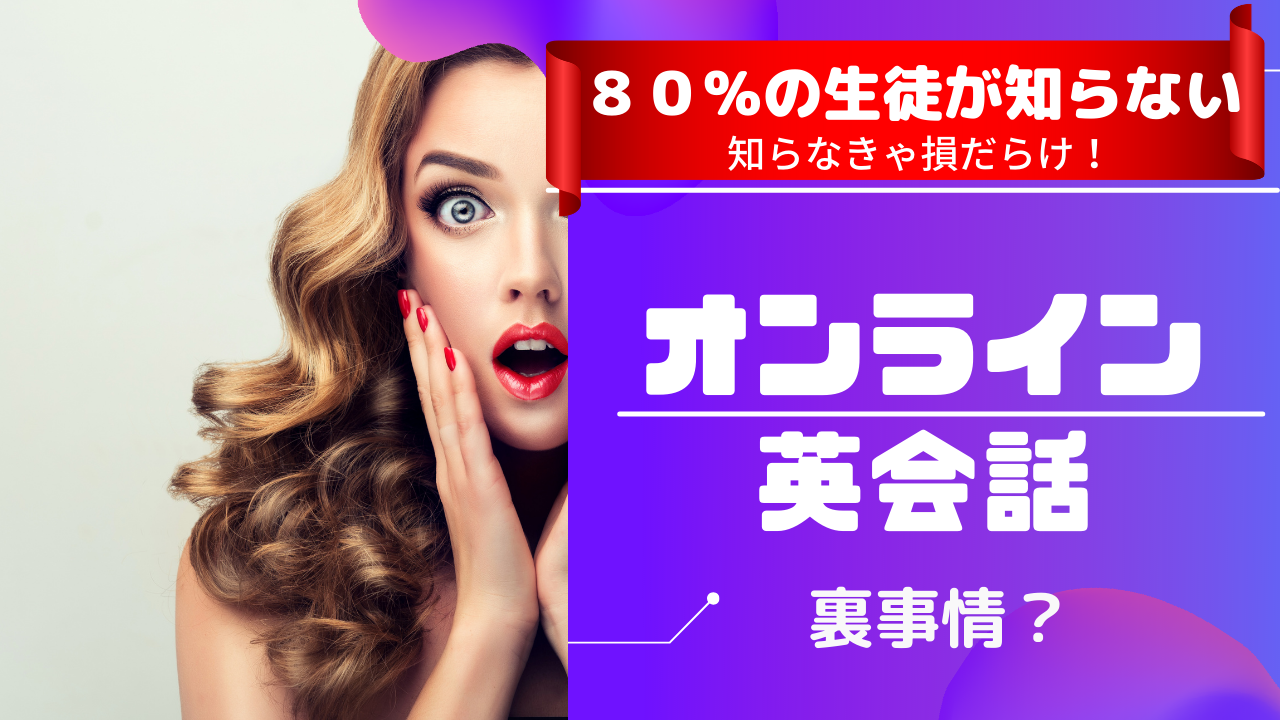 ８０％の生徒が知らない
知らなきゃ損だらけ！
オンライン
英会話
裏事情？